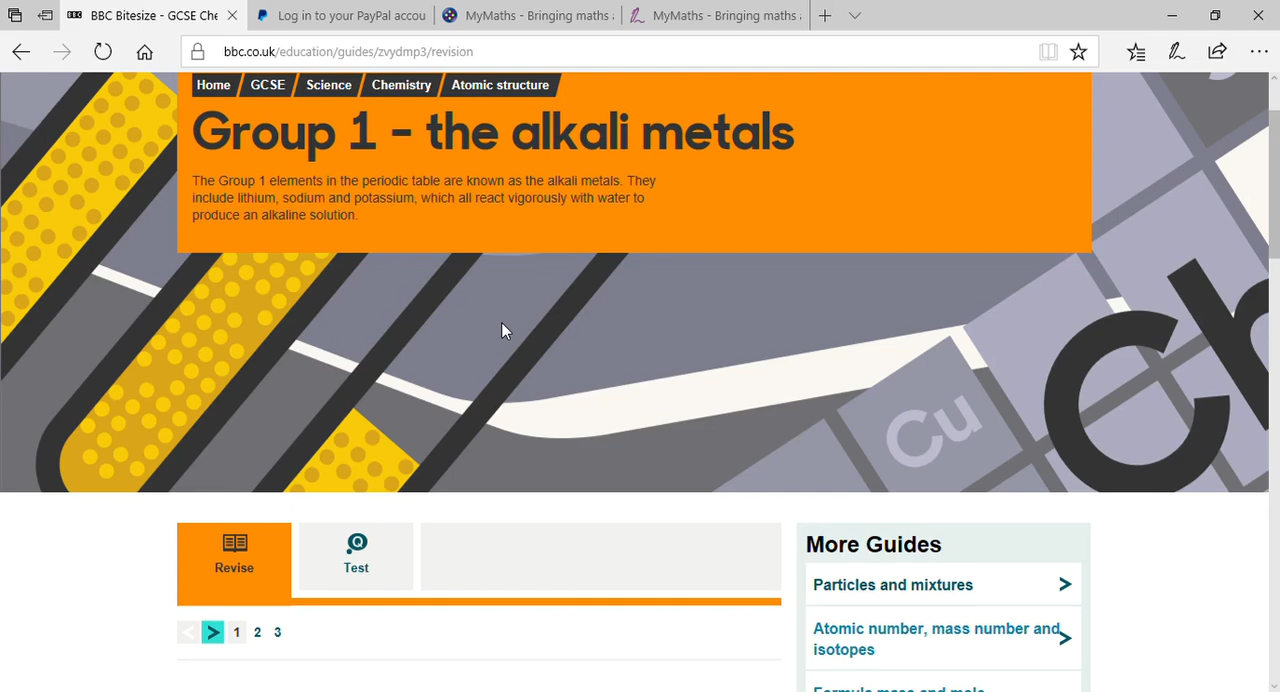 BBC Bitesize - GCSE Che
Log in to your PayPal accou
MyMaths - Bringing maths a
MyMaths - Bringing maths a
bbc.co.uk/education/guides/zvydmp3/revision
Home GCSE Science Chemistry Atomic structure
Group 1 - the alkali metals
The Group 1 elements in the periodic table are known as the alkali metals. They
include lithium, sodium and potassium, which all react vigorously with water to
produce an alkaline solution.
Cu
Ch
Revise
Test
< > 1 2 3
More Guides
Particles and mixtures >
Atomic number, mass number and >
isotopes